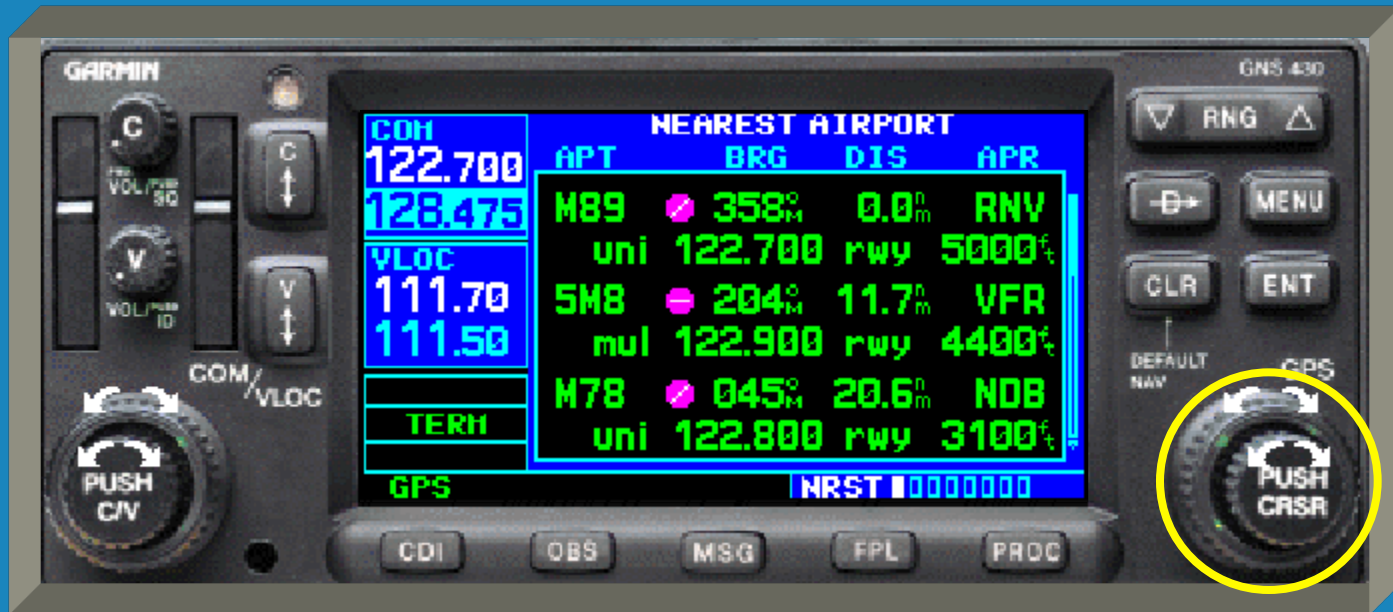 GARMIN
GNS 430
C
VOL/PUSH SQ
V
VOL/PUSH ID
C
V
COM/VLOC
PUSH
C/V
COM
122.700
128.475
VLOC
111.70
111.50
TERM
GPS
NEAREST AIRPORT
APT BRG DIS APR
M89 358°M 0.0nm RNV
uni 122.700 rwy 5000ft
5M8 204°M 11.7nm VFR
mul 122.900 rwy 4400ft
M78 045°M 20.6nm NDB
uni 122.800 rwy 3100ft
NRST
RNG
D
MENU
CLR
ENT
DEFAULT
NAV
GPS
PUSH
CRSR
CDI
OBS
MSG
FPL
PROC